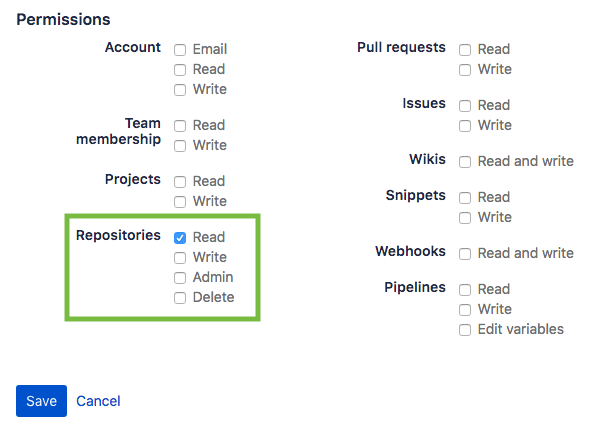 Permissions
Account
Email
Read
Write
Team
membership
Read
Write
Projects
Read
Write
Repositories
Read
Write
Admin
Delete
Pull requests
Read
Write
Issues
Read
Write
Wikis
Read and write
Snippets
Read
Write
Webhooks
Read and write
Pipelines
Read
Write
Edit variables
Save
Cancel